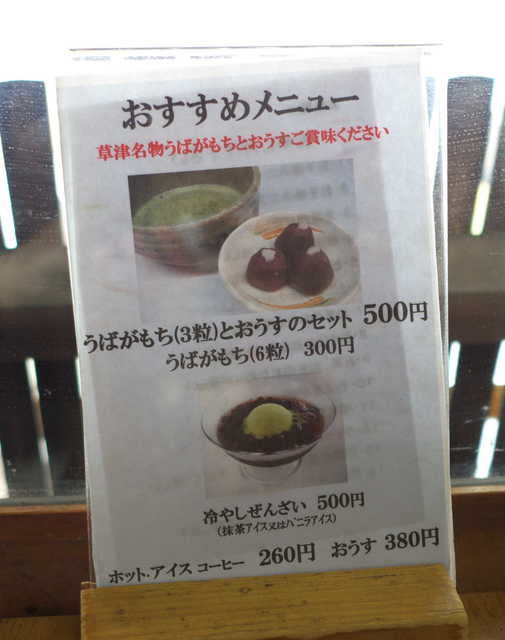 おすすめメニュー
草津名物うばがもちとおうすご賞味ください
うばがもち(3粒)とおうすのセット 500円
うばがもち(6粒) 300円
冷やしぜんざい 500円
(抹茶アイス又はバニラアイス)
ホット・アイス コーヒー 260円 おうす 380円